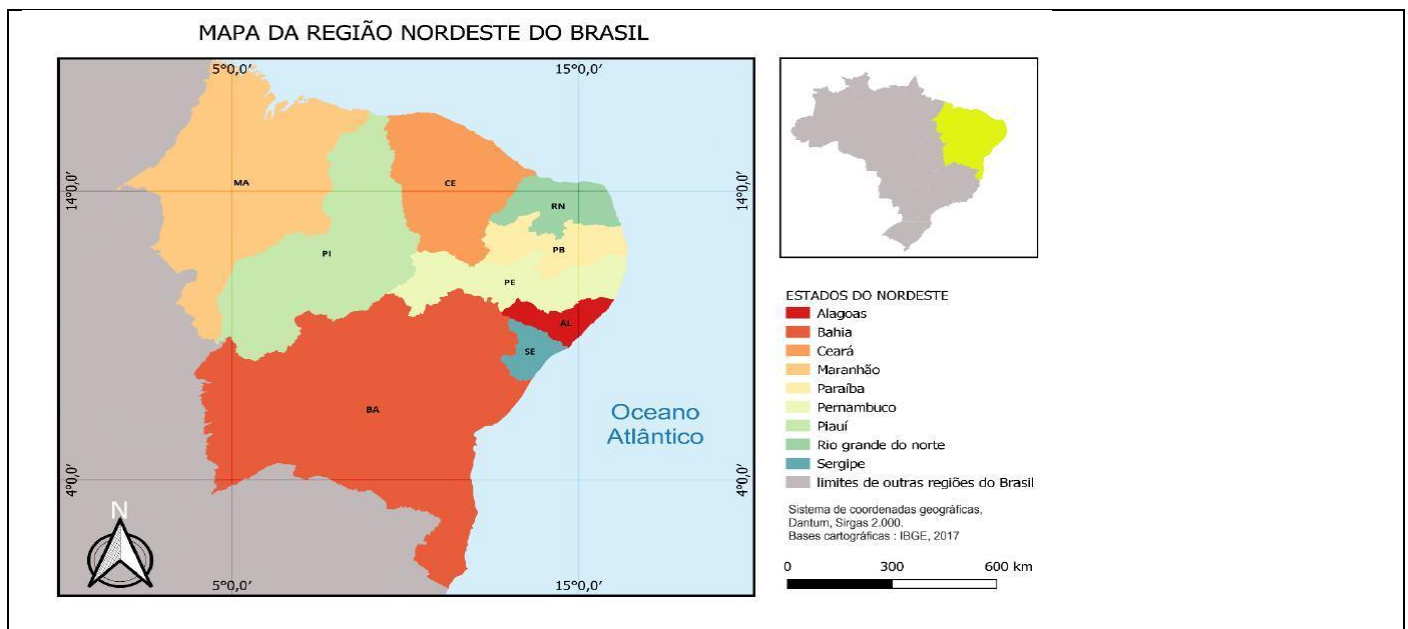 MAPA DA REGIÃO NORDESTE DO BRASIL
5°0,0′ 15°0,0′
14°0,0′ 14°0,0′
MA
CE
RN
PB
PI
PE
AL
SE
BA
Oceano
Atlântico
4°0,0′ 4°0,0′
N
5°0,0′ 15°0,0′
ESTADOS DO NORDESTE
Alagoas
Bahia
Ceará
Maranhão
Paraíba
Pernambuco
Piauí
Rio grande do norte
Sergipe
limites de outras regiões do Brasil
Sistema de coordenadas geográficas,
Dantum, Sirgas 2.000.
Bases cartográficas : IBGE, 2017
0 300 600 km